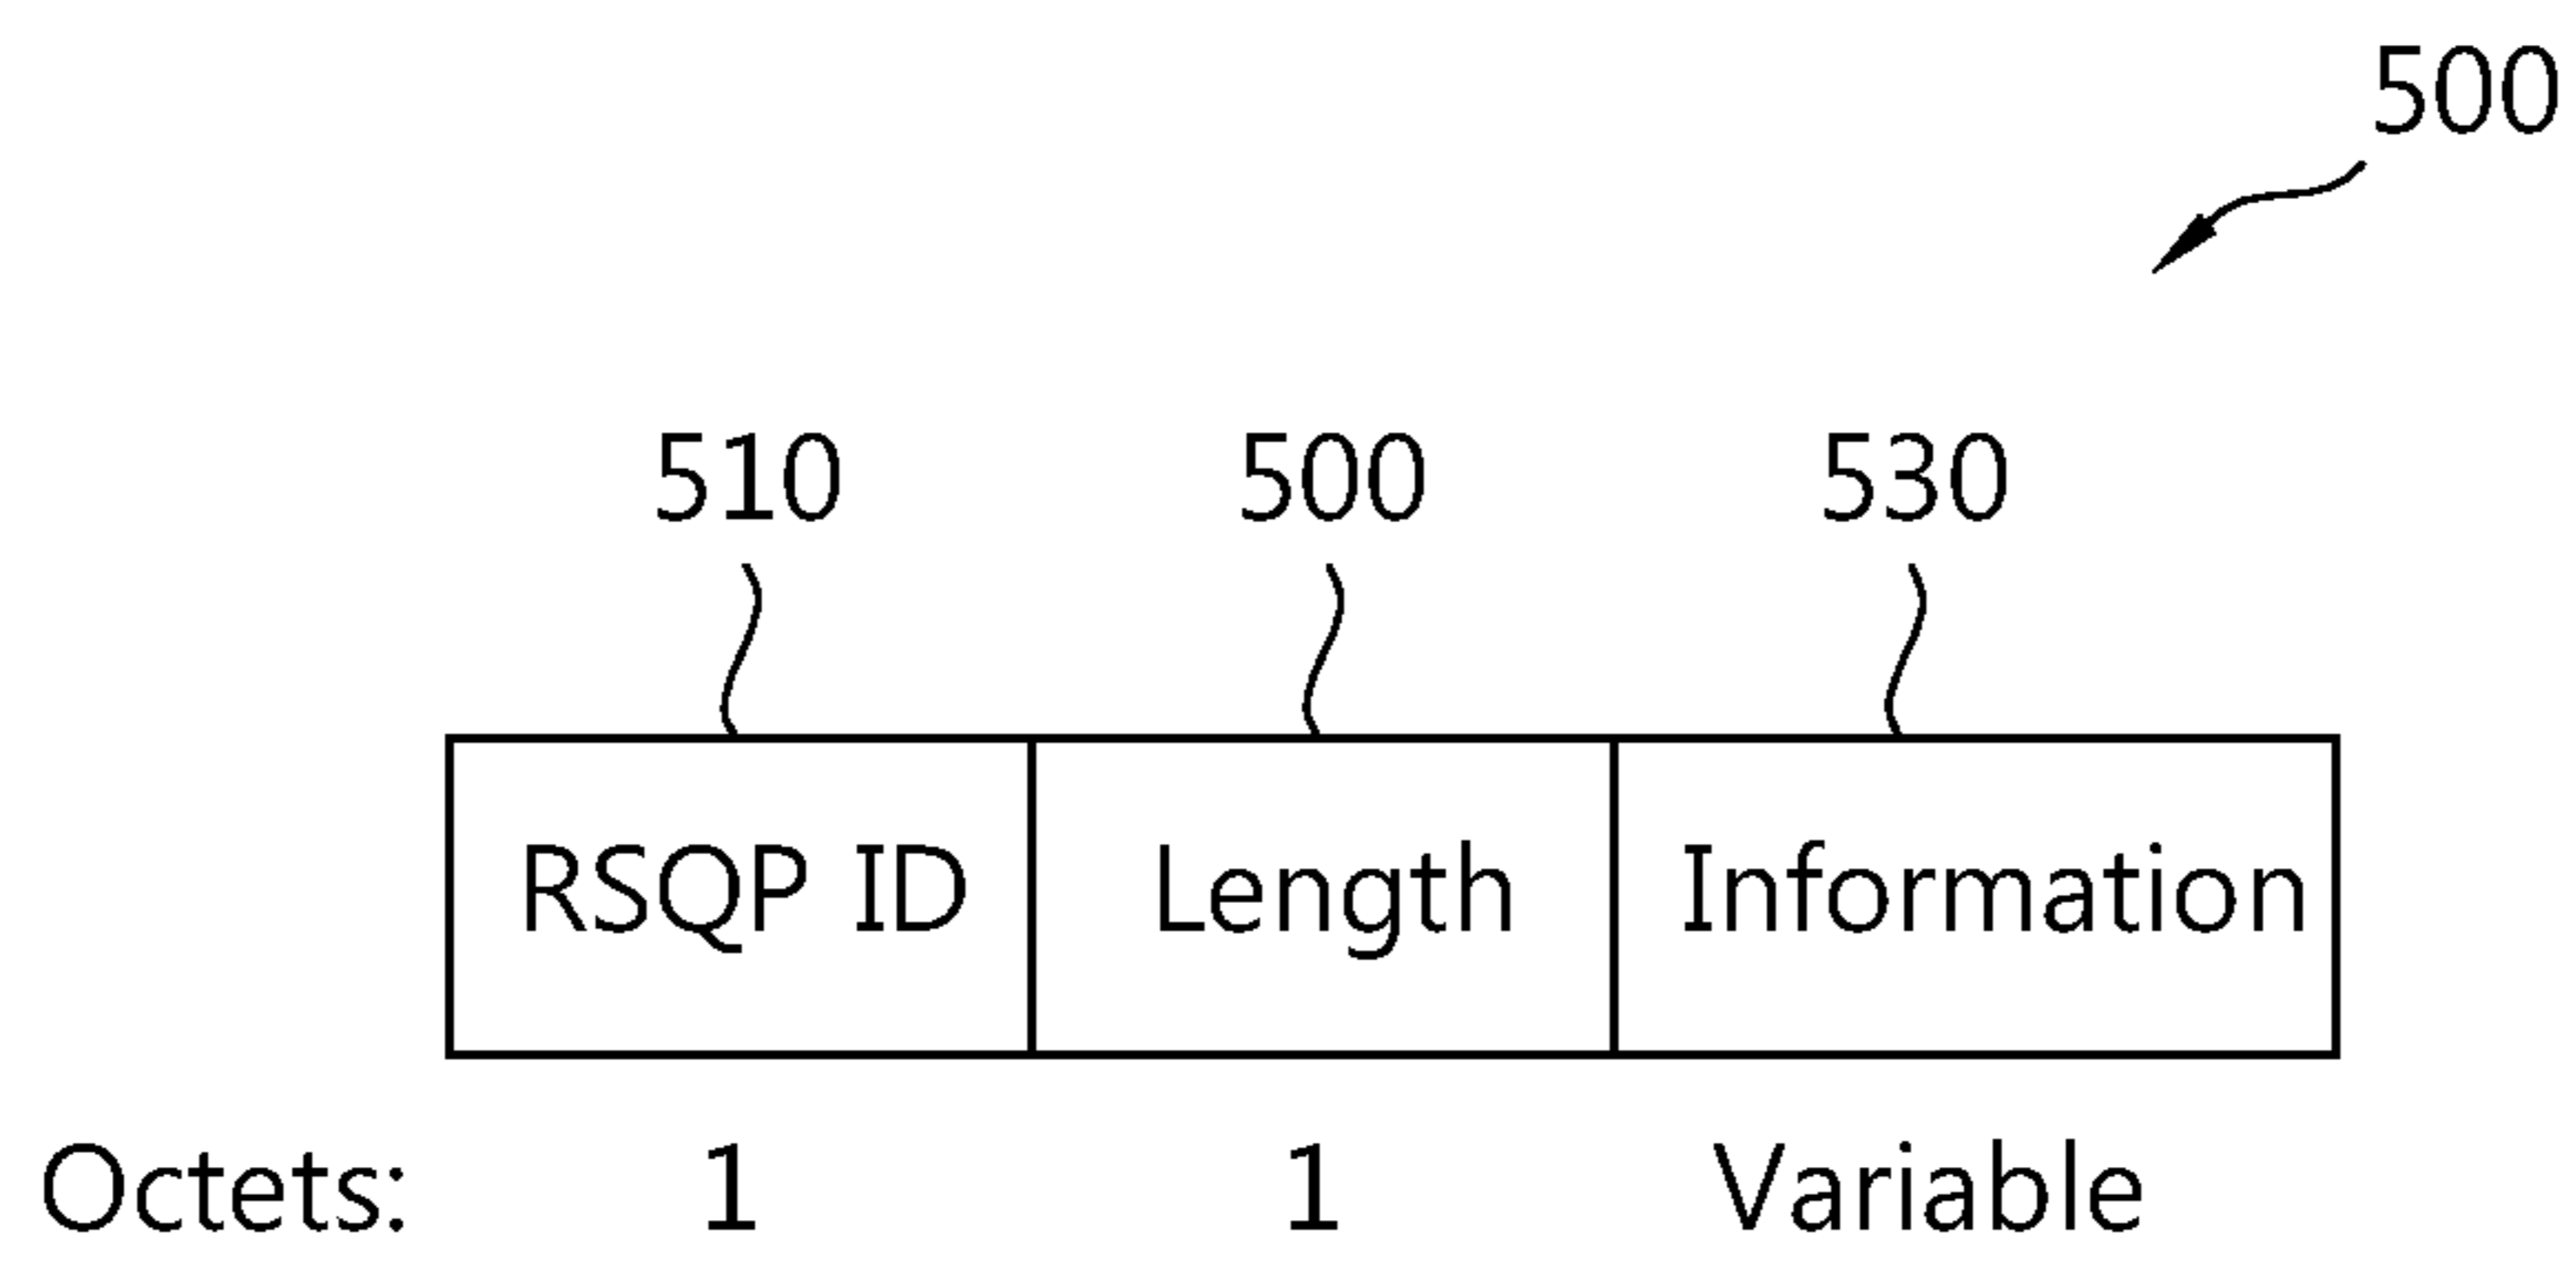 500
510 500 530
RSQP ID Length Information
Octets: 1 1 Variable